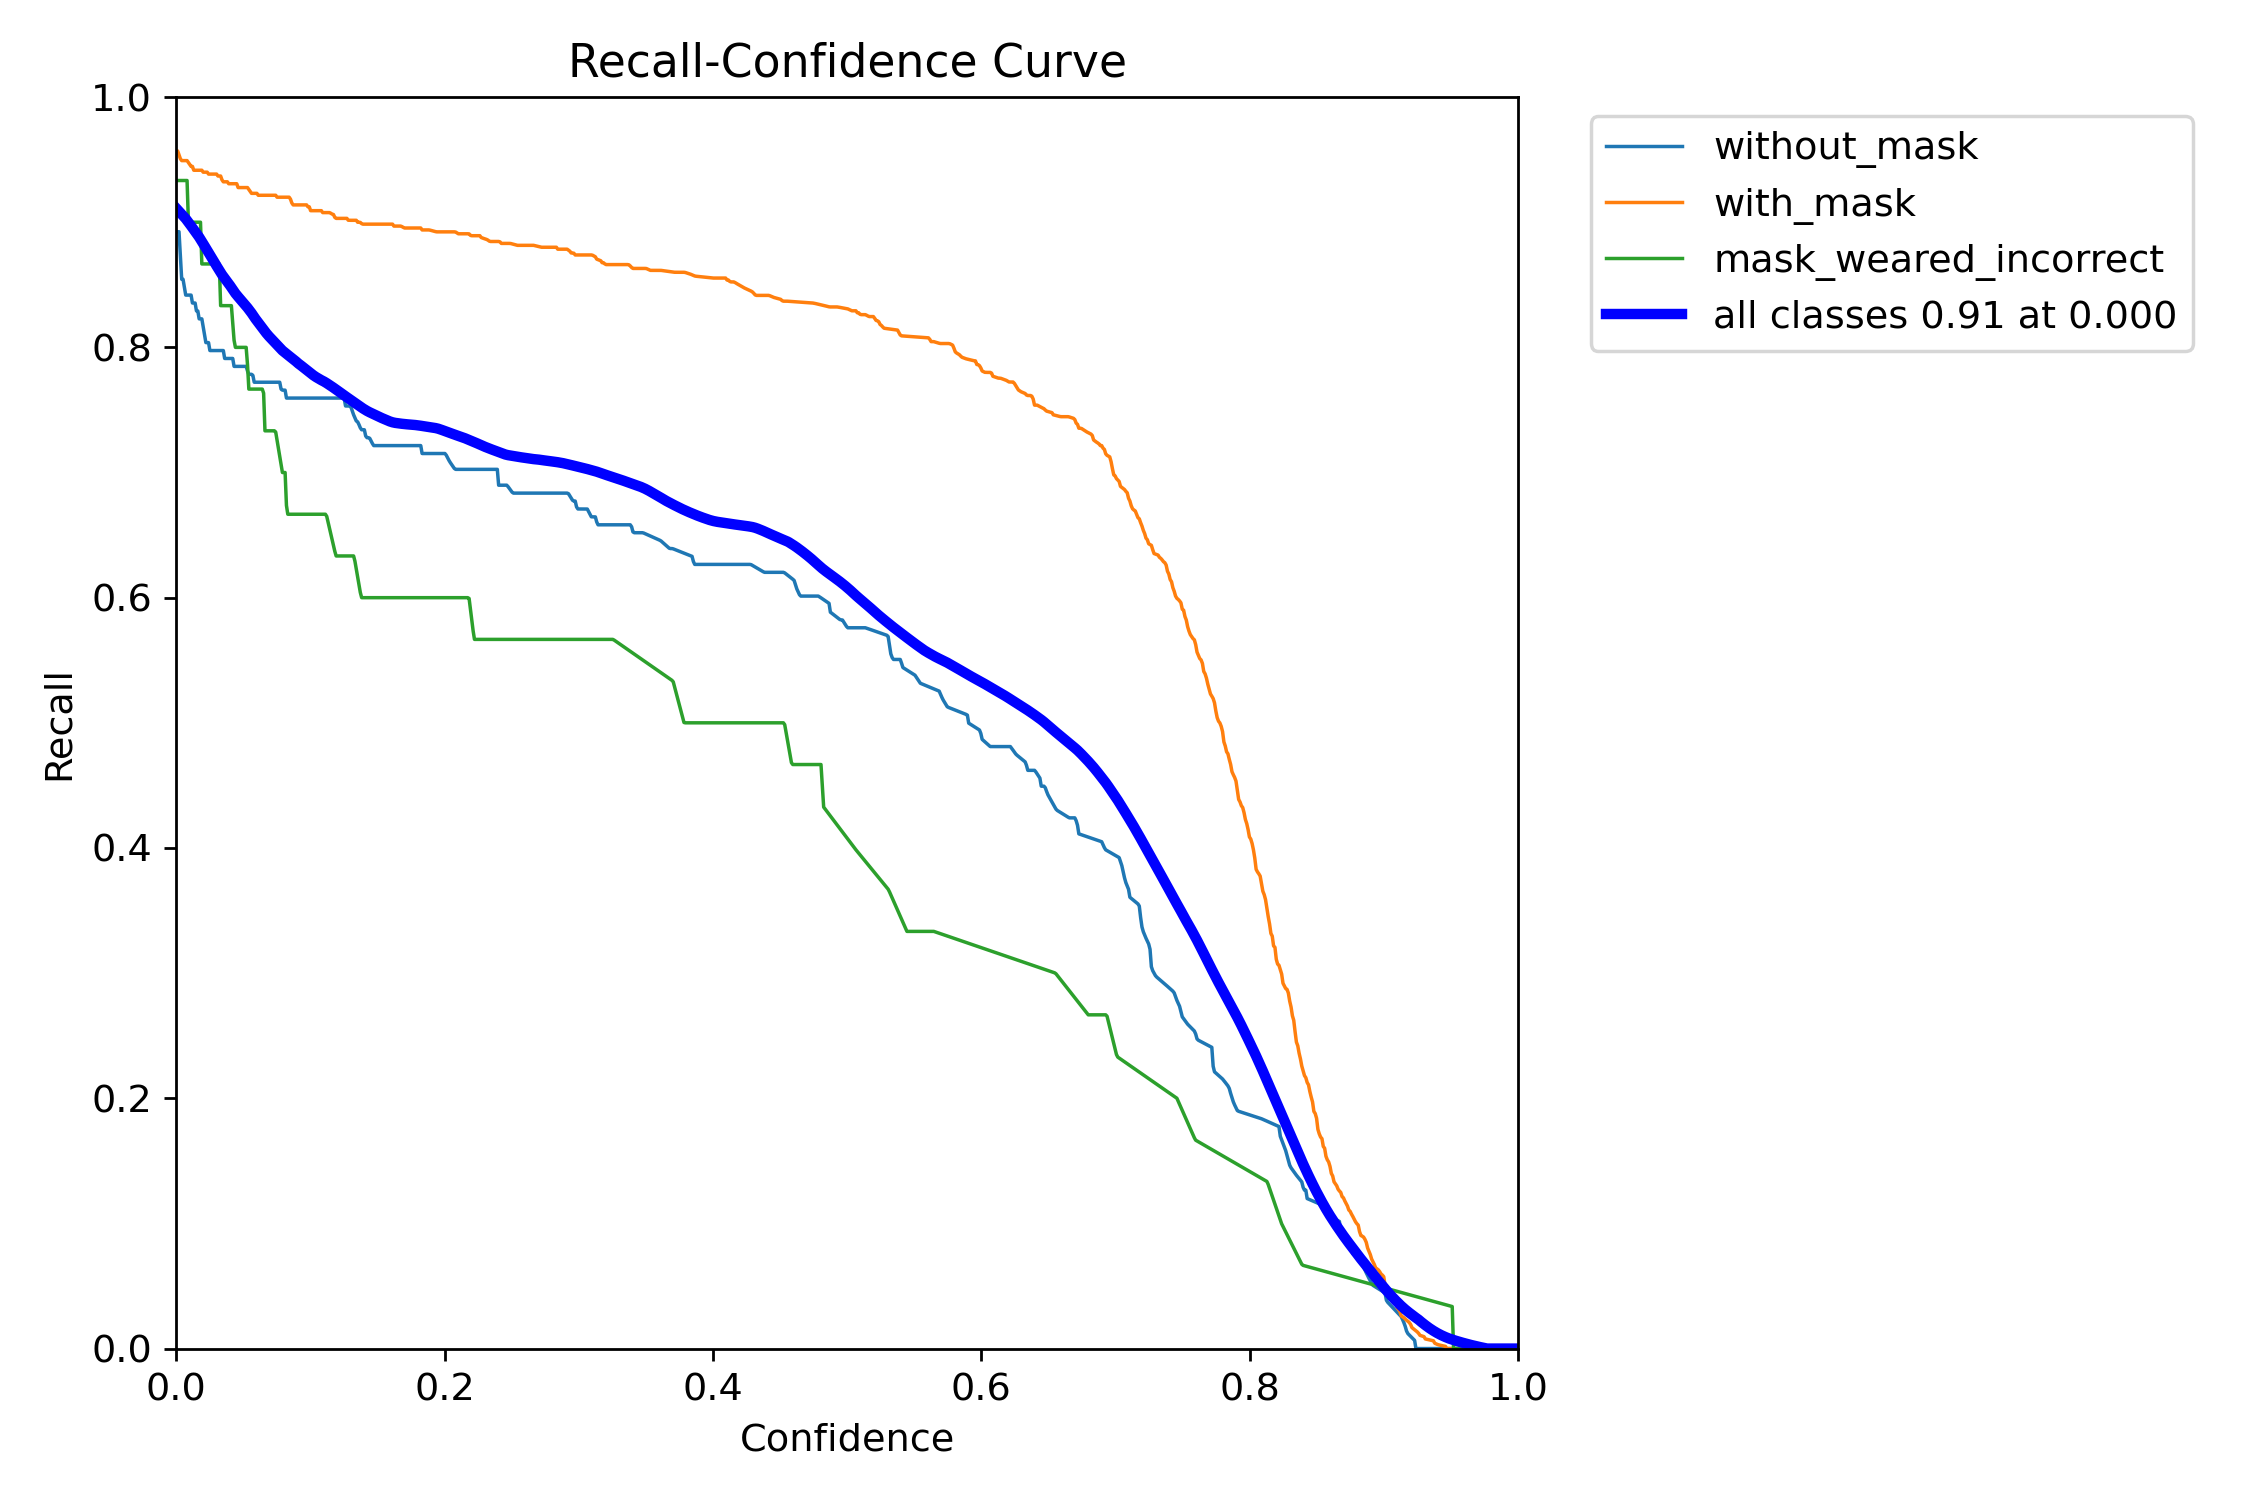 Recall-Confidence Curve
1.0
0.8
0.6
0.4
0.2
0.0
Recall
0.0 0.2 0.4 0.6 0.8 1.0
Confidence
without_mask
with_mask
mask_weared_incorrect
all classes 0.91 at 0.000